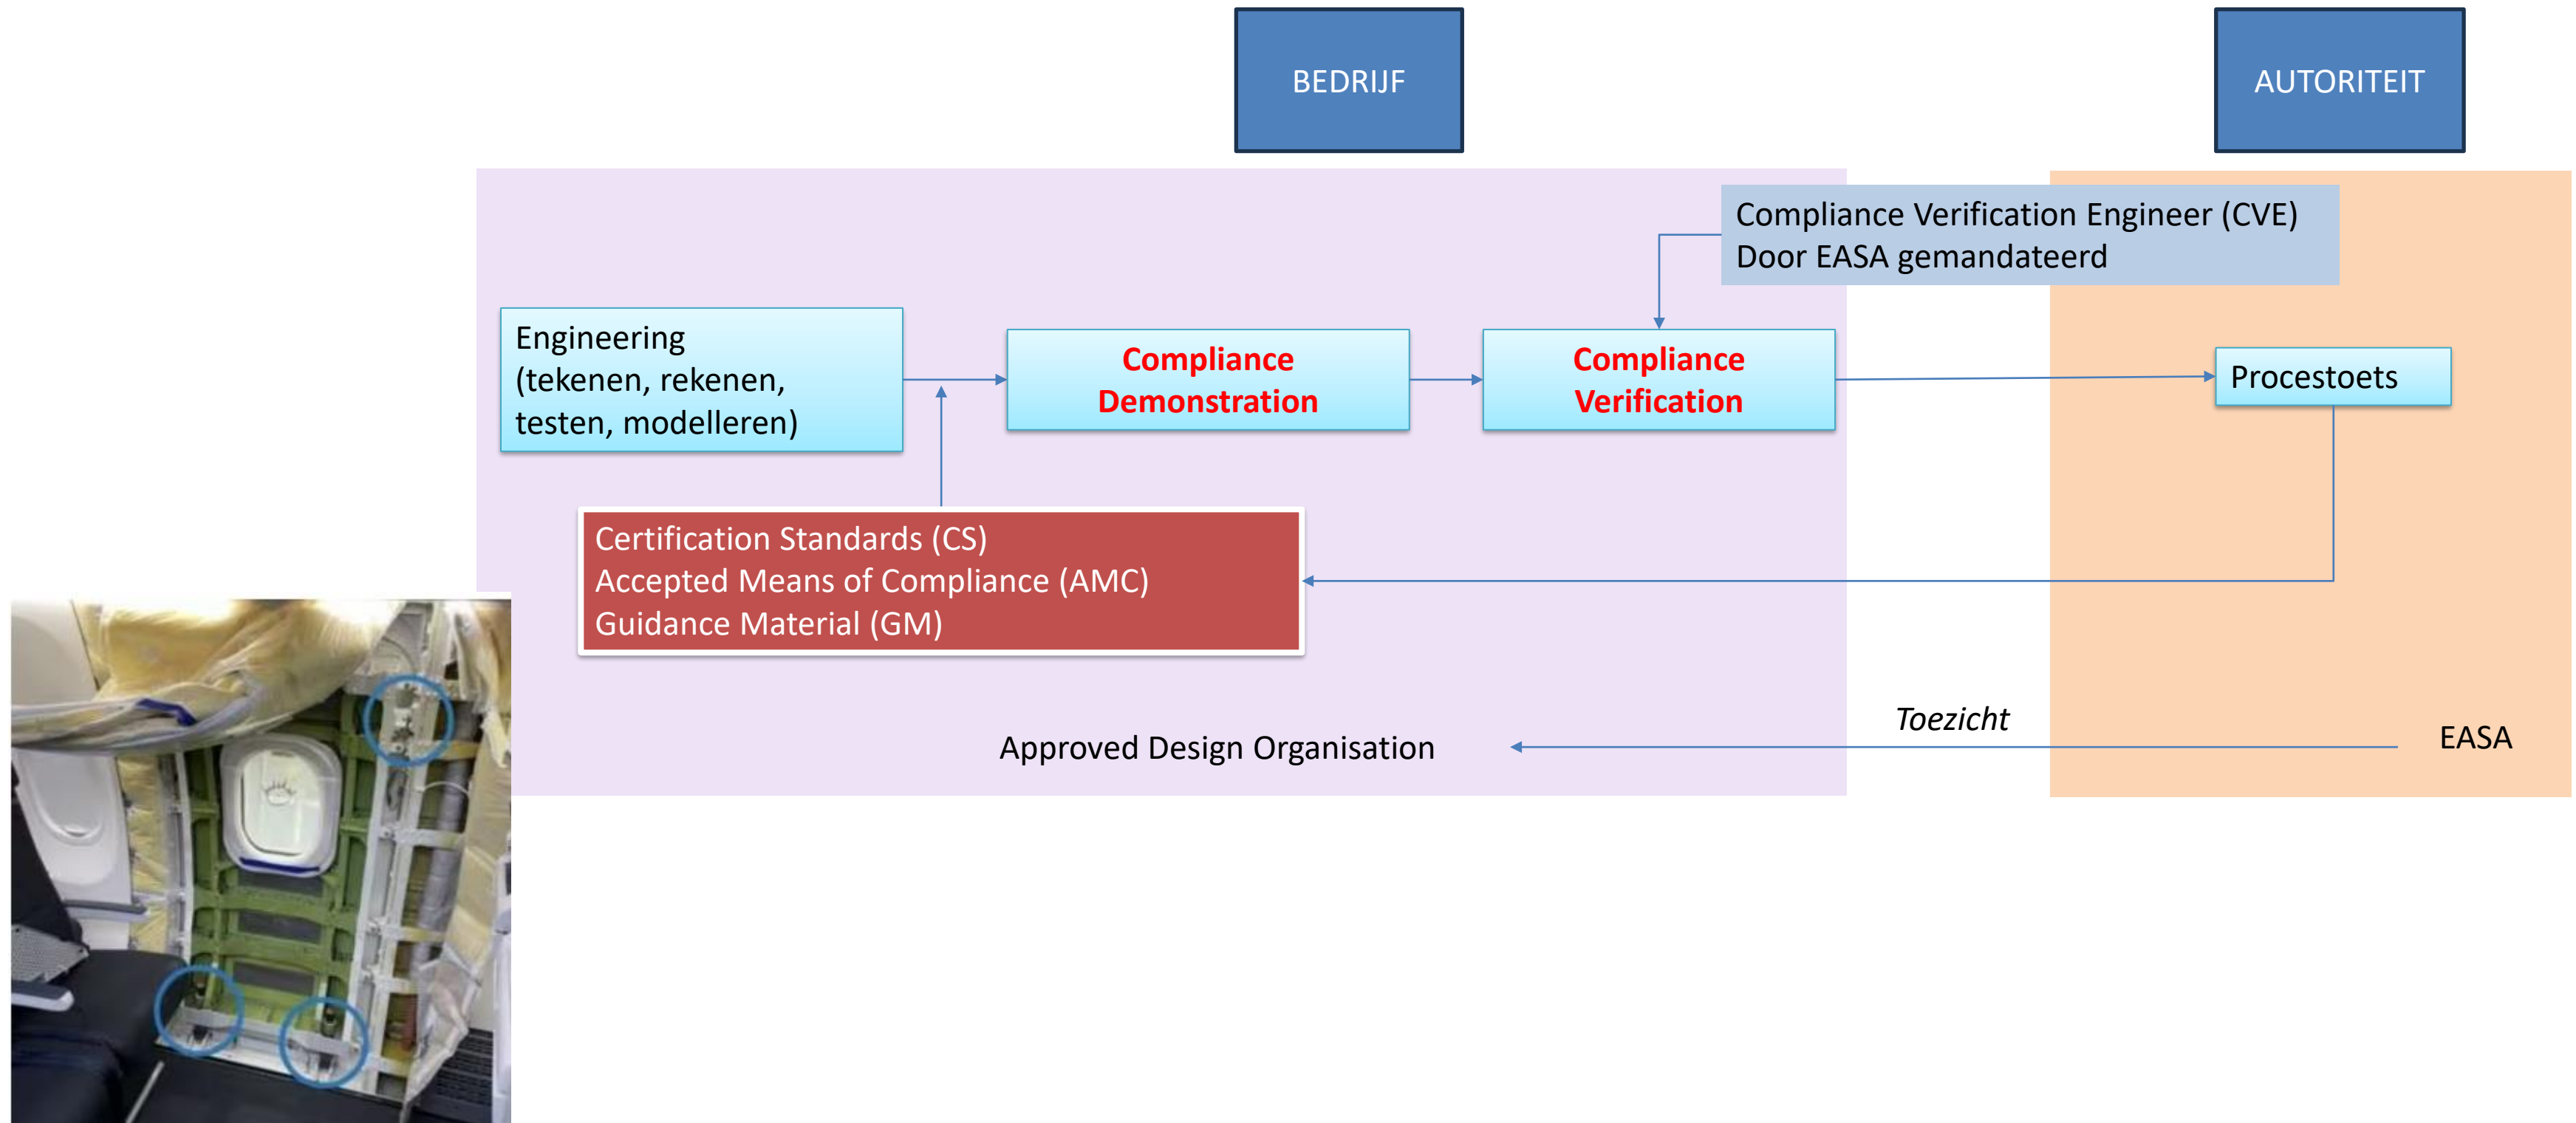 BEDRIJF
AUTORITEIT
Compliance Verification Engineer (CVE)
Door EASA gemandateerd
Engineering
(tekenen, rekenen,
testen, modelleren)
Compliance
Demonstration
Compliance
Verification
Procestoets
Certification Standards (CS)
Accepted Means of Compliance (AMC)
Guidance Material (GM)
Toezicht
Approved Design Organisation
EASA